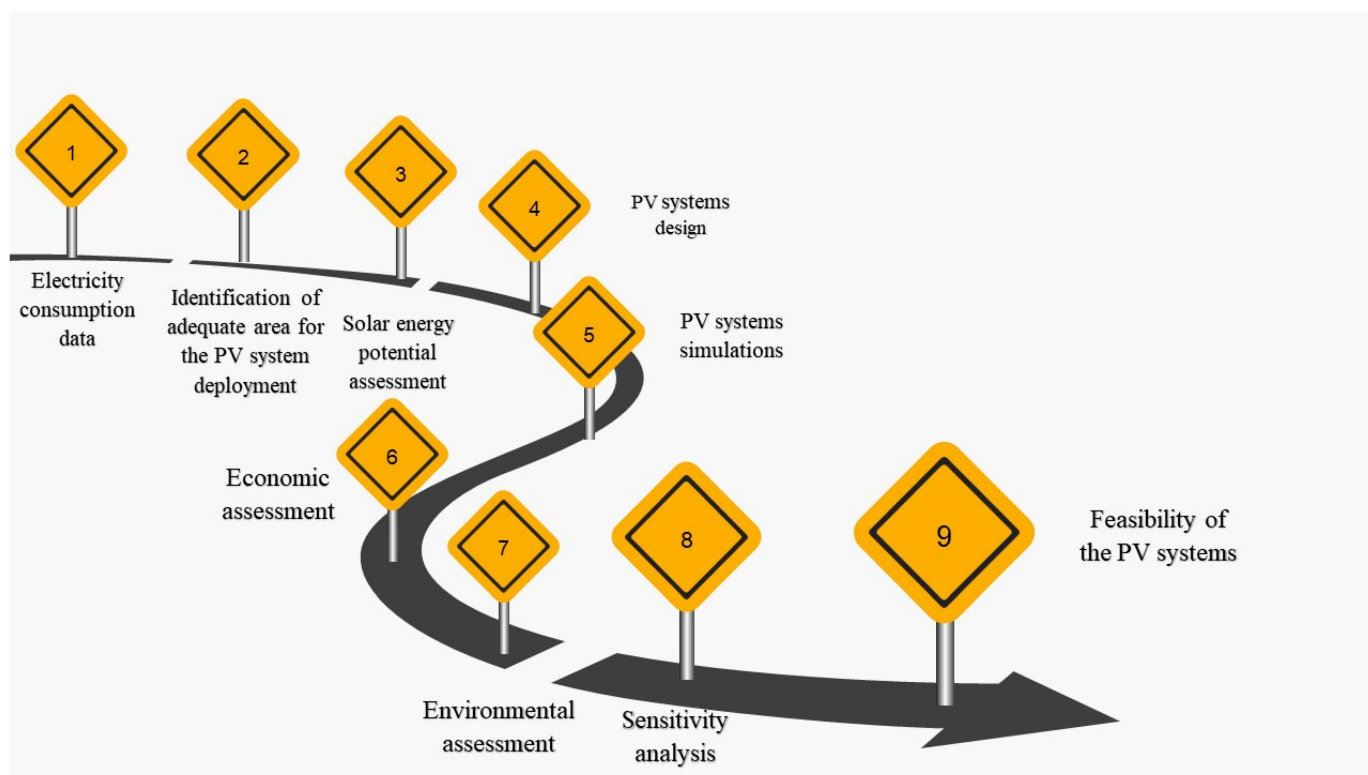 1
Electricity
consumption
data
2
Identification of
adequate area for
the PV system
deployment
3
Solar energy
potential
assessment
4
PV systems
design
5
PV systems
simulations
6
Economic
assessment
7
Environmental
assessment
8
Sensitivity
analysis
9
Feasibility of
the PV systems